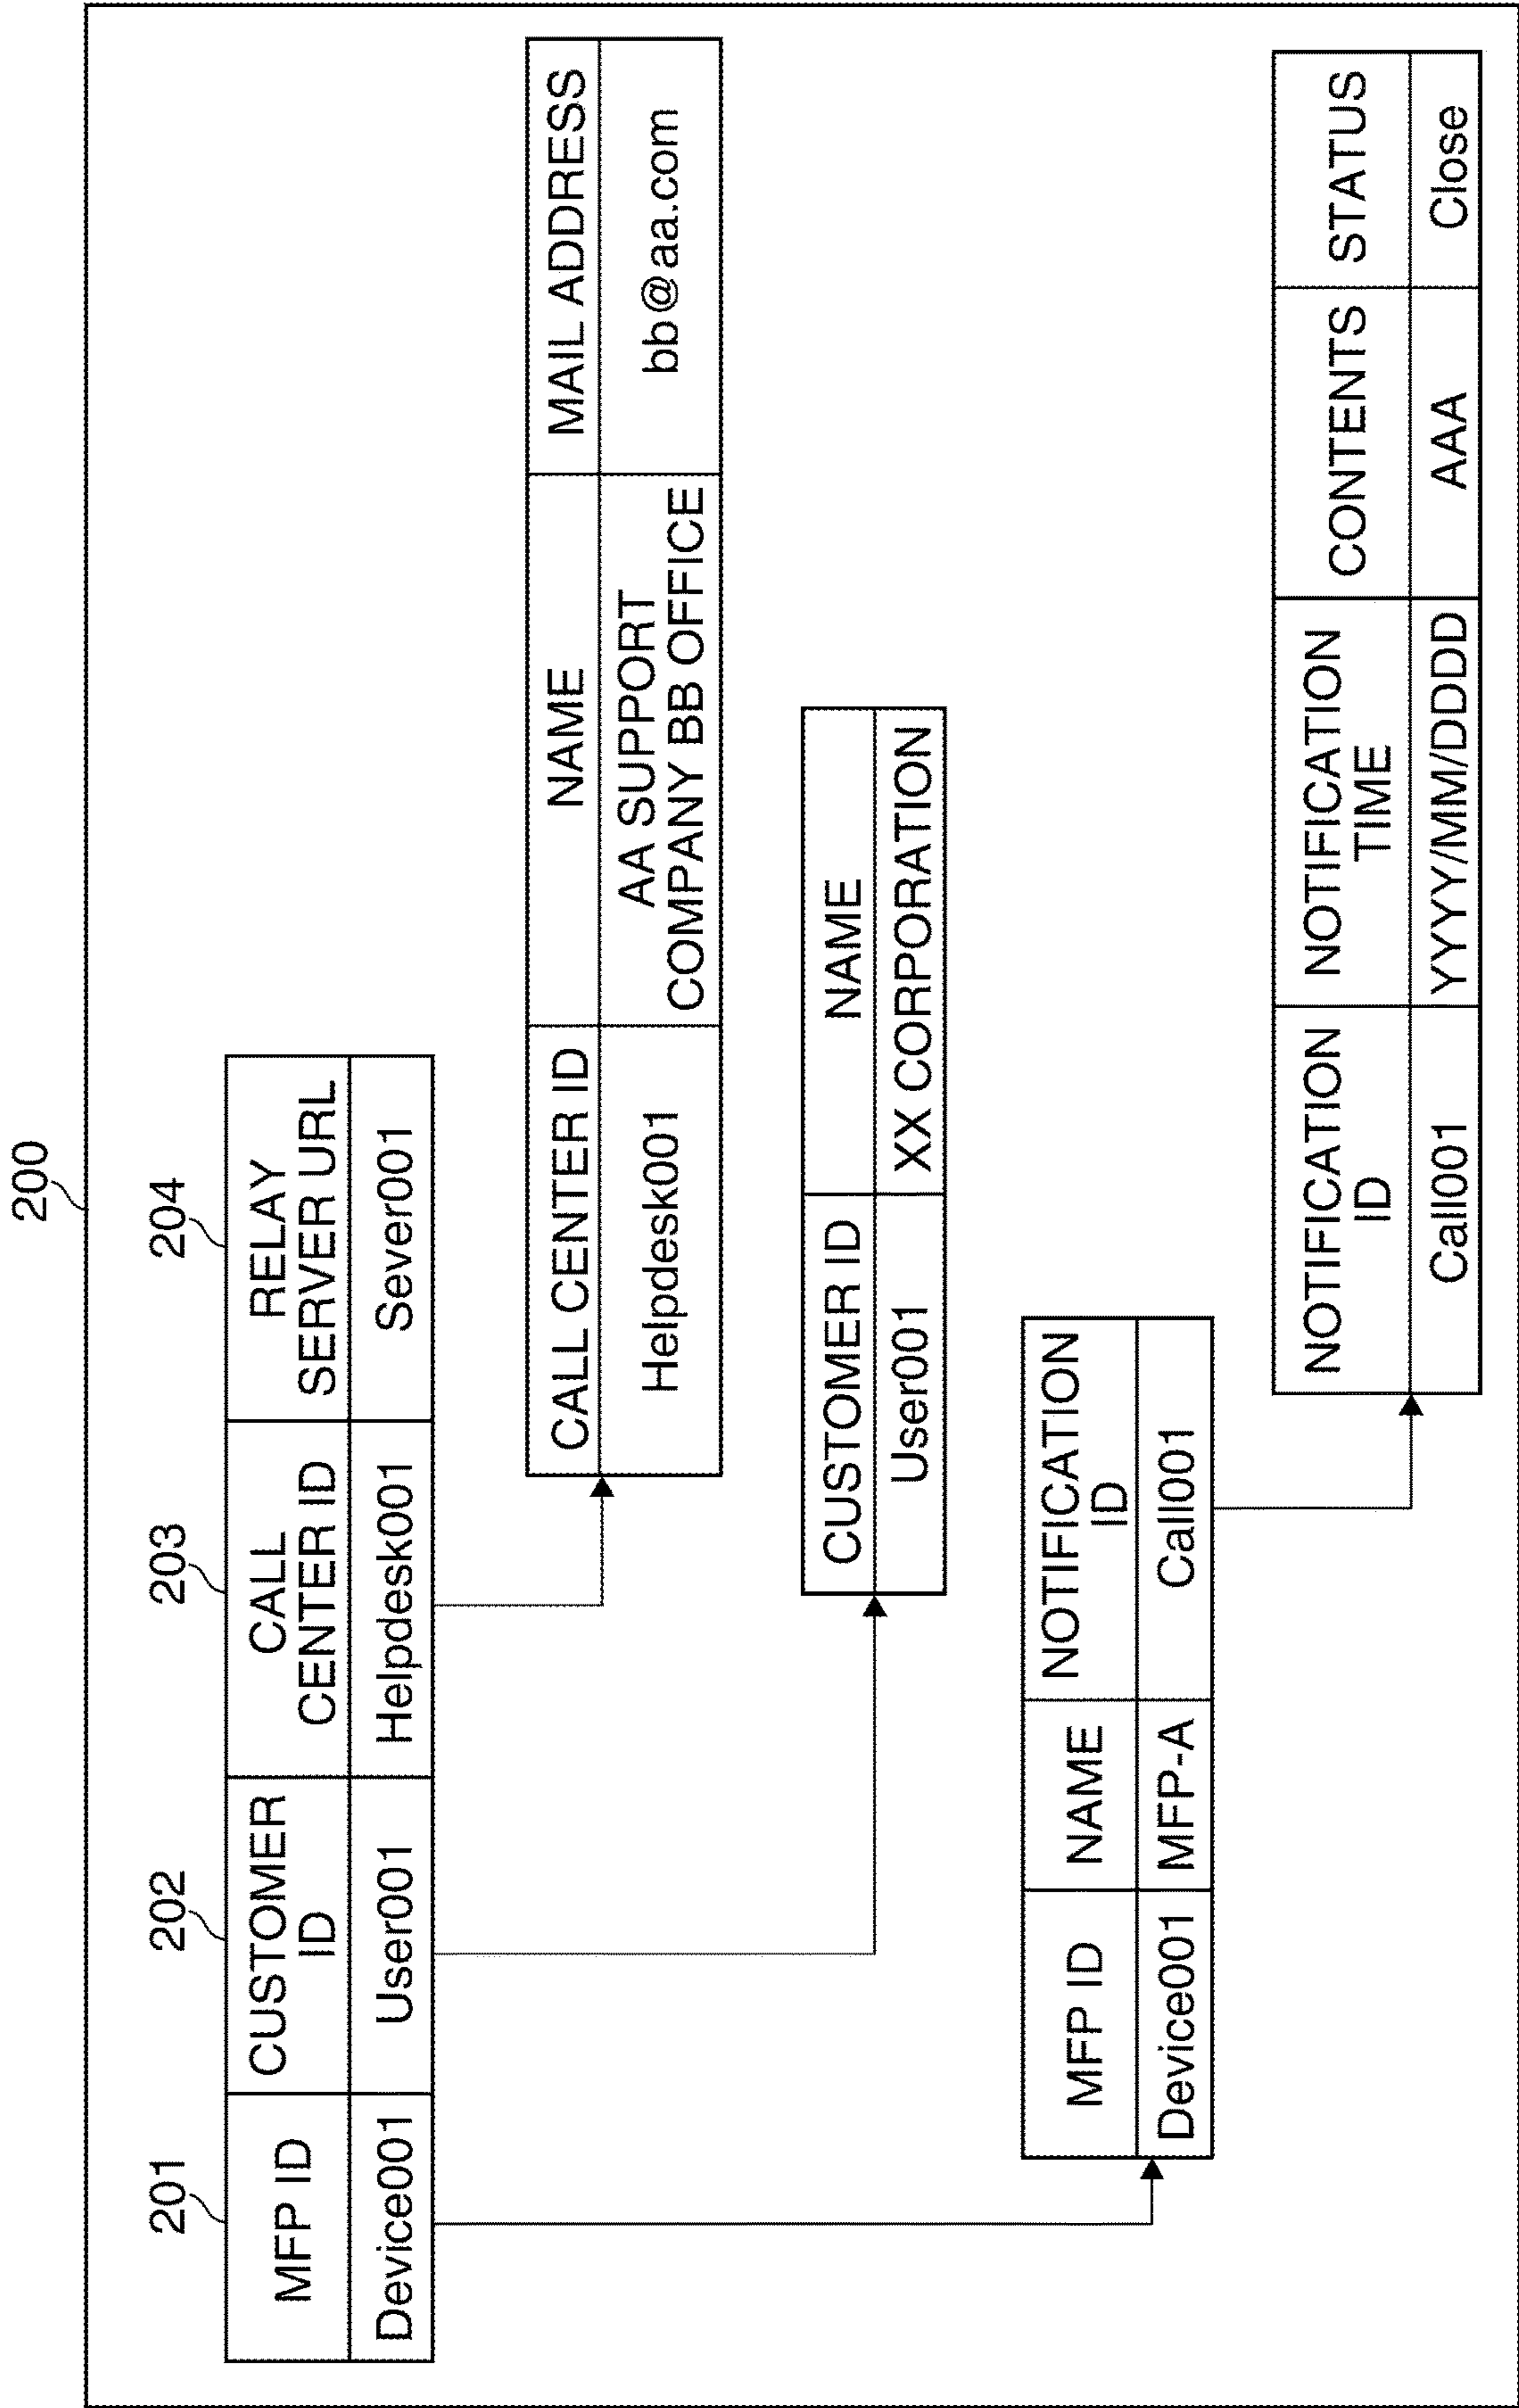 200
201
202
203
204
MFP ID
CUSTOMER
ID
CALL
CENTER ID
RELAY
SERVER URL
Device001
User001
Helpdesk001
Sever001
CALL CENTER ID
NAME
MAIL ADDRESS
Helpdesk001
AA SUPPORT
COMPANY BB OFFICE
bb@aa.com
CUSTOMER ID
NAME
User001
XX CORPORATION
MFP ID
NAME
NOTIFICATION
ID
Device001
MFP-A
Call001
NOTIFICATION
ID
NOTIFICATION
TIME
CONTENTS
STATUS
Call001
YYYY/MM/DDDD
AAA
Close